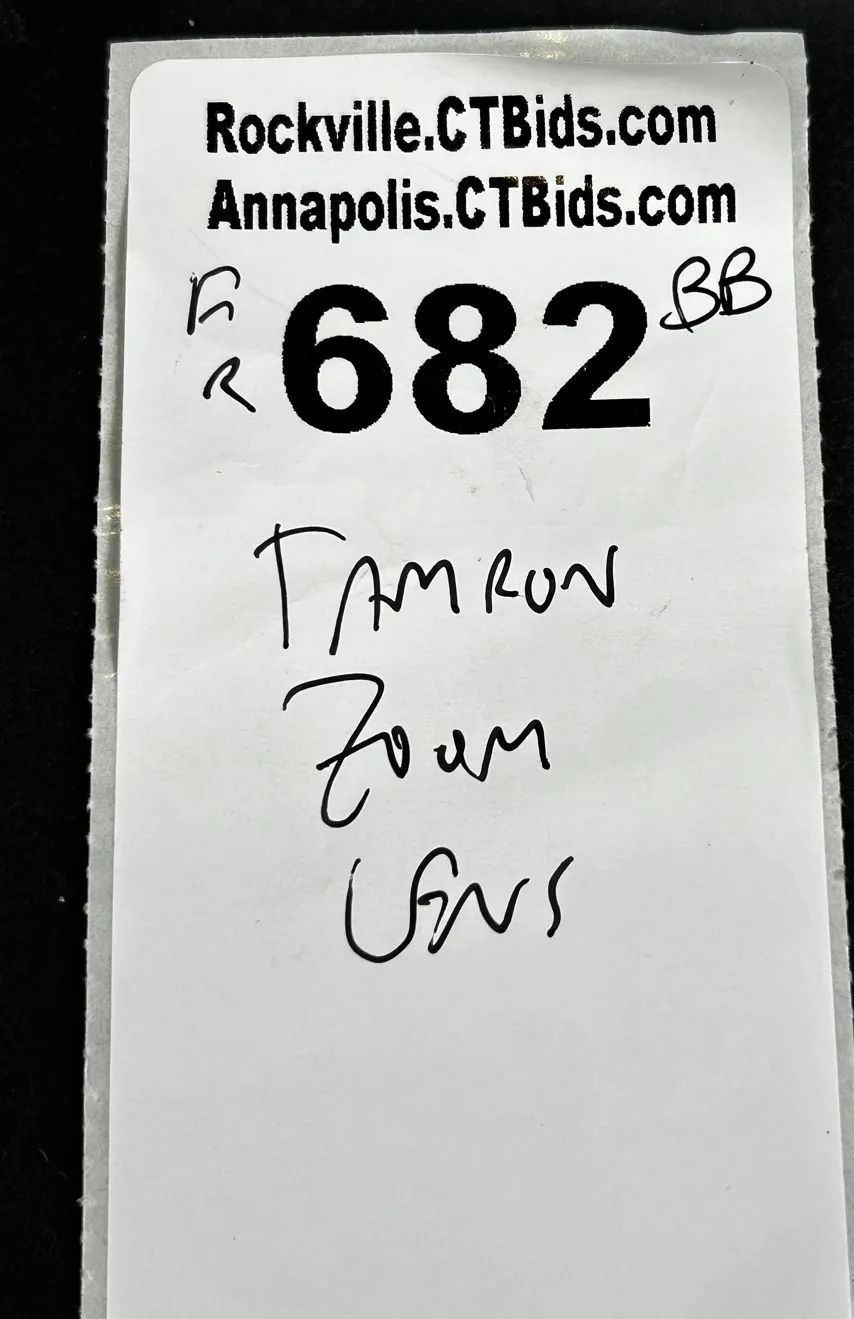 Rockville.CTBids.com
Annapolis.CTBids.com
682 BB
R
TAMRON
ZOOM
LENS